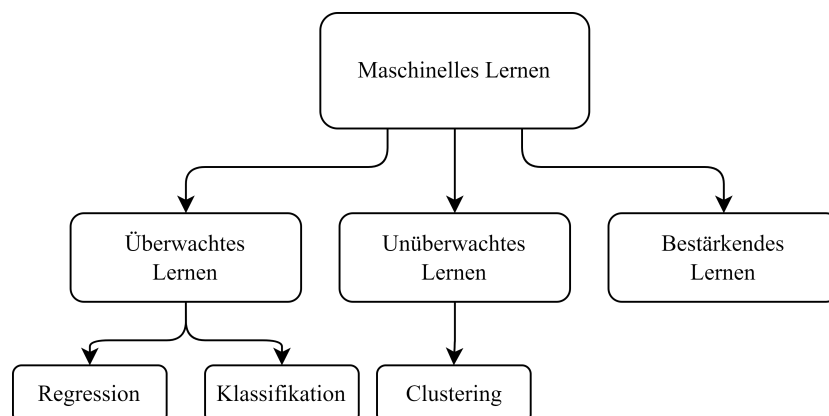 Maschinelles Lernen
Überwachtes
Lernen
Unüberwachtes
Lernen
Bestärkendes
Lernen
Regression
Klassifikation
Clustering